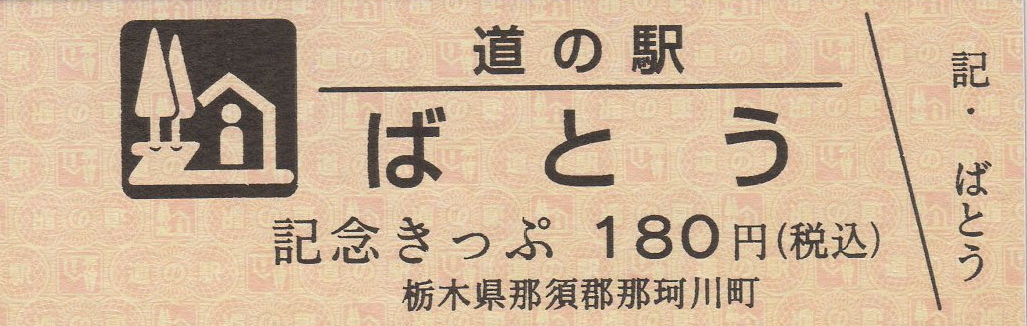 道の駅
ばとう
記念きっぷ 180円(税込)
栃木県那須郡那珂川町
記・ばとう